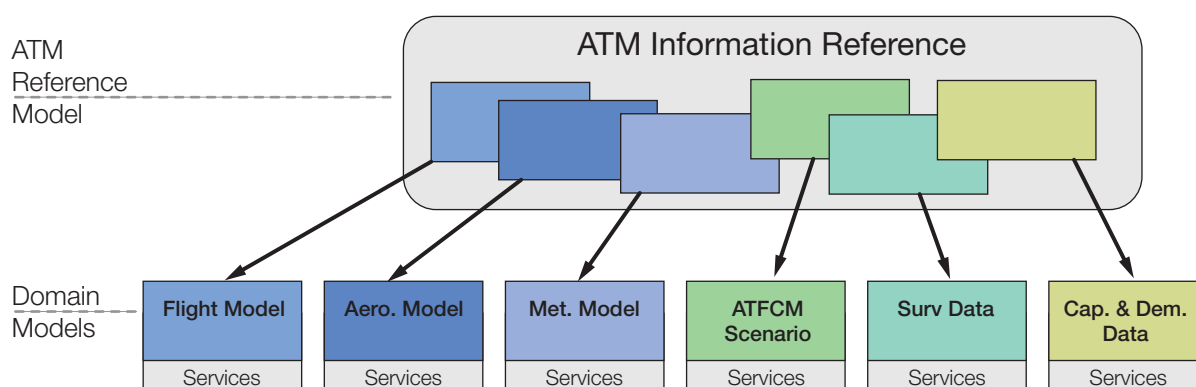 ATM Information Reference
ATM
Reference
Model
Domain
Models
Flight Model
Aero. Model
Met. Model
ATFCM
Scenario
Surv Data
Cap. & Dem.
Data
Services
Services
Services
Services
Services
Services